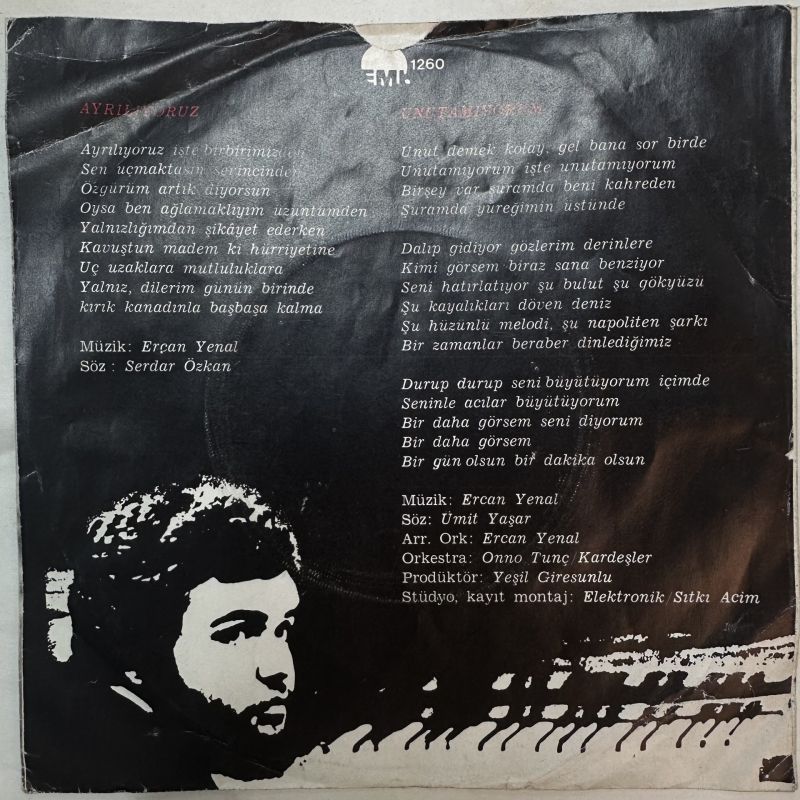 EMI 1260
AYRILIYORUZ
Ayrılıyoruz işte birbirimizden
Sen uçmaktasın serincinden
Özgürüm artık diyorsun
Oysa ben ağlamaklıyım üzüntümden
Yalnızlığımdan şikâyet ederken
Kavuştun madem ki hürriyetine
Uç uzaklara mutluluklara
Yalnız, dilerim günün birinde
kırık kanadınla başbaşa kalma
Müzik: Ercan Yenal
Söz : Serdar Özkan
UNUTAMIYORUM
Unut demek kolay, gel bana sor birde
Unutamıyorum işte unutamıyorum
Birşey var şuramda beni kahreden
Şuramda yüreğimin üstünde
Dalıp gidiyor gözlerim derinlere
Kimi görsem biraz sana benziyor
Seni hatırlatıyor şu bulut şu gökyüzü
Şu kayalıkları döven deniz
Şu hüzünlü melodi, şu napoliten şarkı
Bir zamanlar beraber dinlediğimiz
Durup durup seni büyütüyorum içimde
Seninle acılar büyütüyorum
Bir daha görsem seni diyorum
Bir daha görsem
Bir gün olsun bir dakika olsun
Müzik: Ercan Yenal
Söz: Ümit Yaşar
Arr. Ork: Ercan Yenal
Orkestra: Onno Tunç/Kardeşler
Prodüktör: Yeşil Giresunlu
Stüdyo, kayıt montaj: Elektronik/Sıtkı Acim